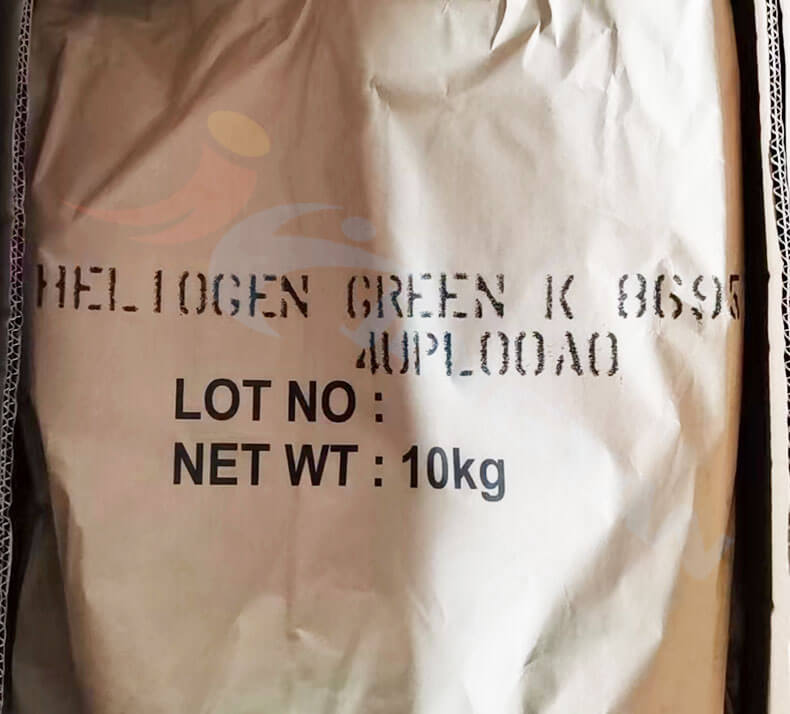 HELIOGEN GREEN K 8695
4UPL00A0
LOT NO :
NET WT : 10kg